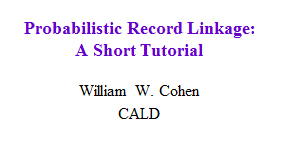 Probabilistic Record Linkage:
A Short Tutorial
William W. Cohen
CALD